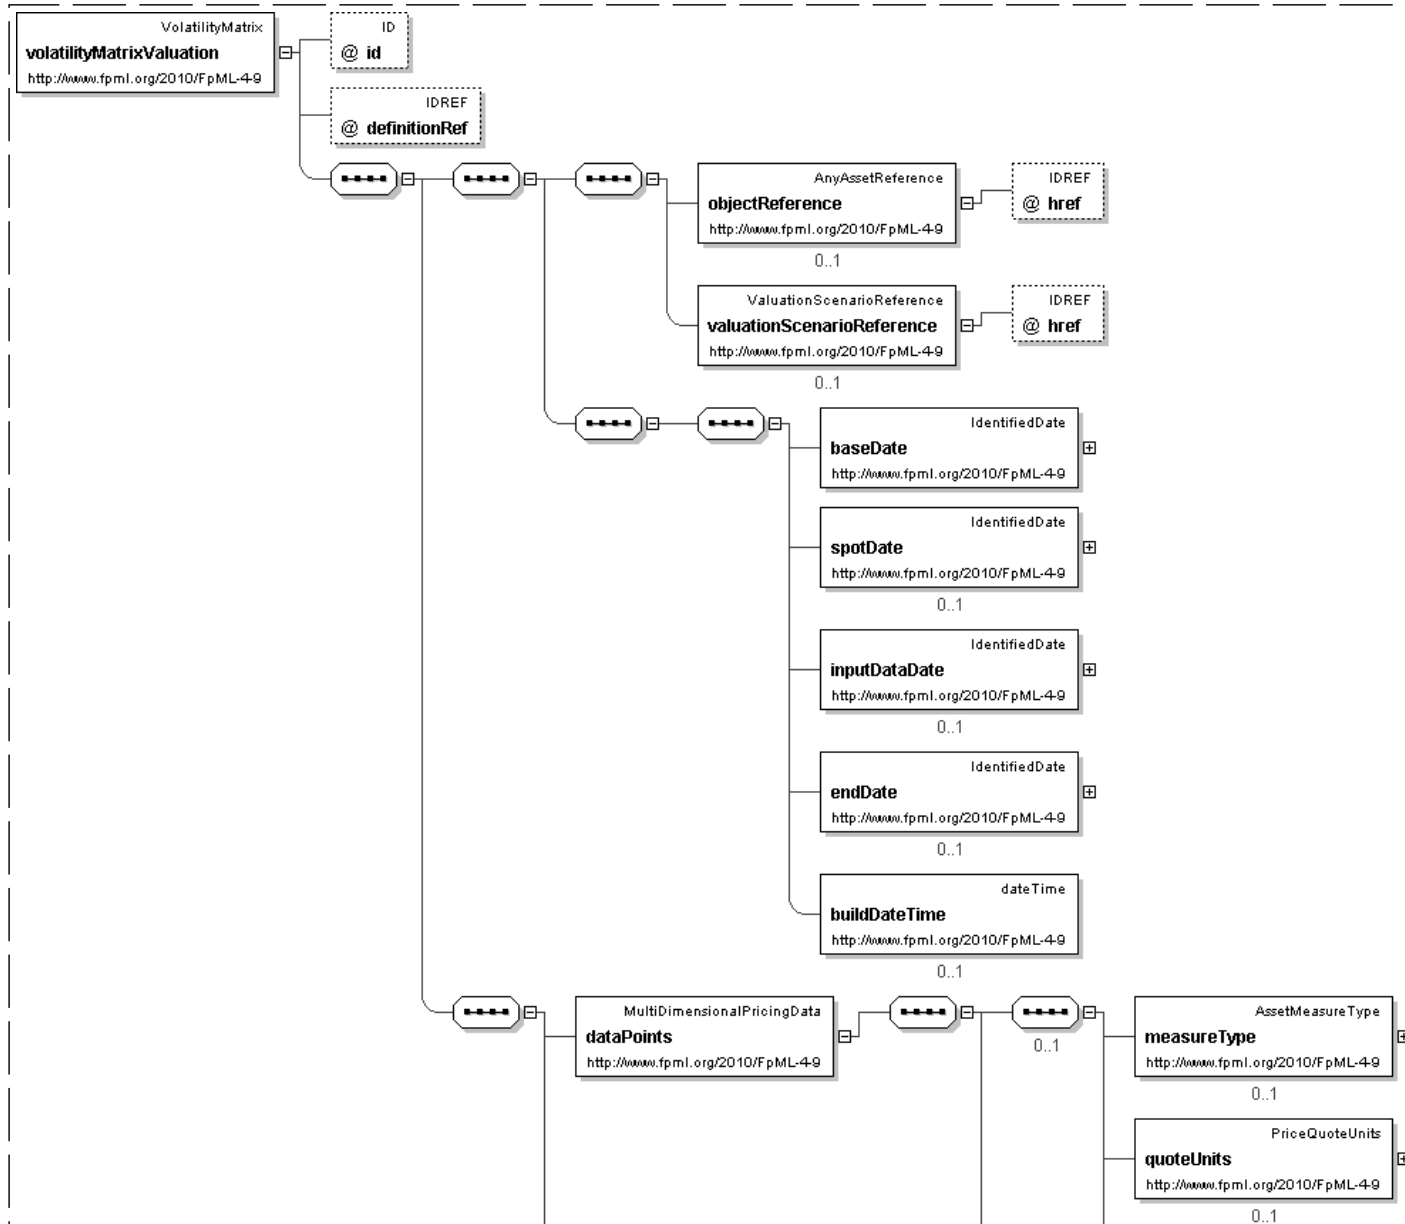 VolatilityMatrix
volatilityMatrixValuation
http://www.fpml.org/2010/FpML-4-9
ID
@ id
IDREF
@ definitionRef
AnyAssetReference
objectReference
http://www.fpml.org/2010/FpML-4-9
0..1
IDREF
@ href
ValuationScenarioReference
valuationScenarioReference
http://www.fpml.org/2010/FpML-4-9
0..1
IDREF
@ href
IdentifiedDate
baseDate
http://www.fpml.org/2010/FpML-4-9
IdentifiedDate
spotDate
http://www.fpml.org/2010/FpML-4-9
0..1
IdentifiedDate
inputDataDate
http://www.fpml.org/2010/FpML-4-9
0..1
IdentifiedDate
endDate
http://www.fpml.org/2010/FpML-4-9
0..1
dateTime
buildDateTime
http://www.fpml.org/2010/FpML-4-9
0..1
MultiDimensionalPricingData
dataPoints
http://www.fpml.org/2010/FpML-4-9
0..1
AssetMeasureType
measureType
http://www.fpml.org/2010/FpML-4-9
0..1
PriceQuoteUnits
quoteUnits
http://www.fpml.org/2010/FpML-4-9
0..1